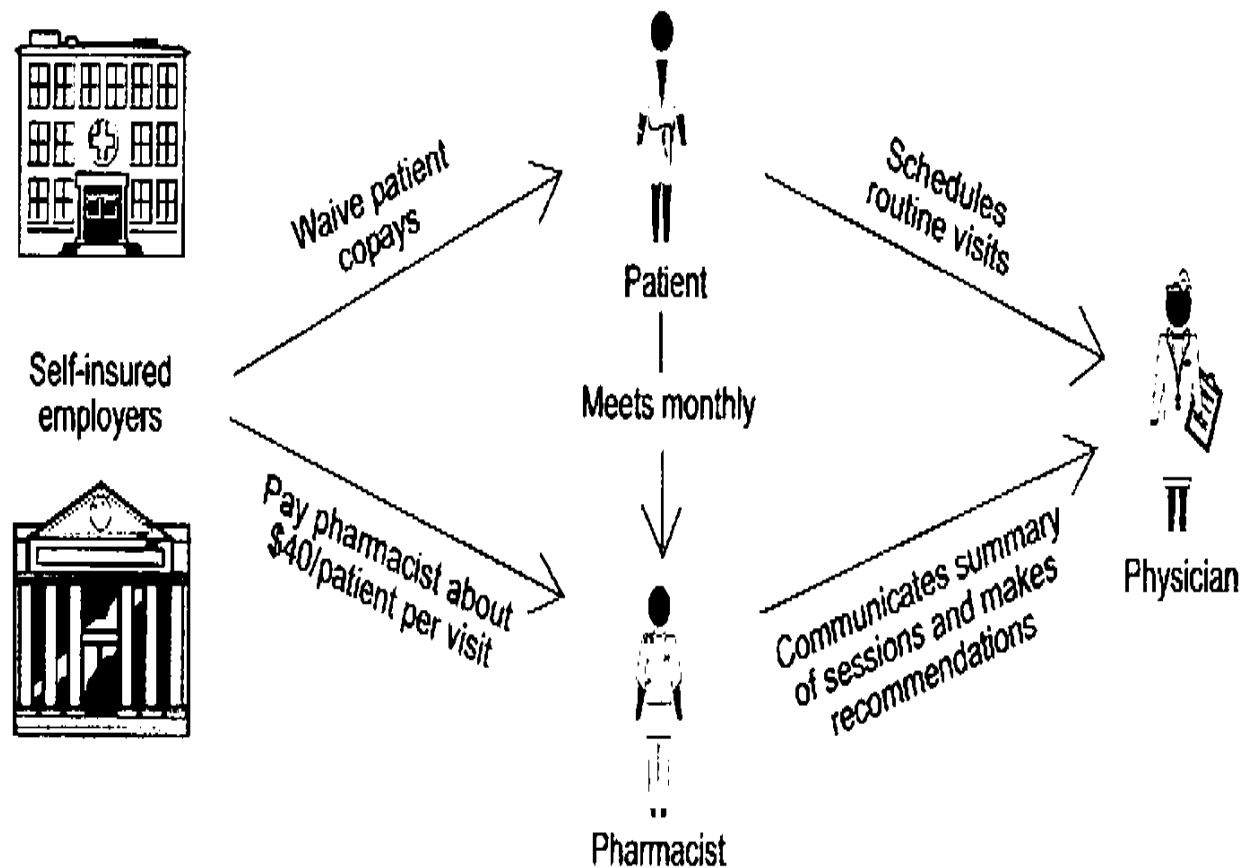 Waive patient
copays
Schedules
routine visits
Patient
Self-insured
employers
Meets monthly
Pay pharmacist about
$40/patient per visit
Communicates summary
of sessions and makes
recommendations
Physician
Pharmacist